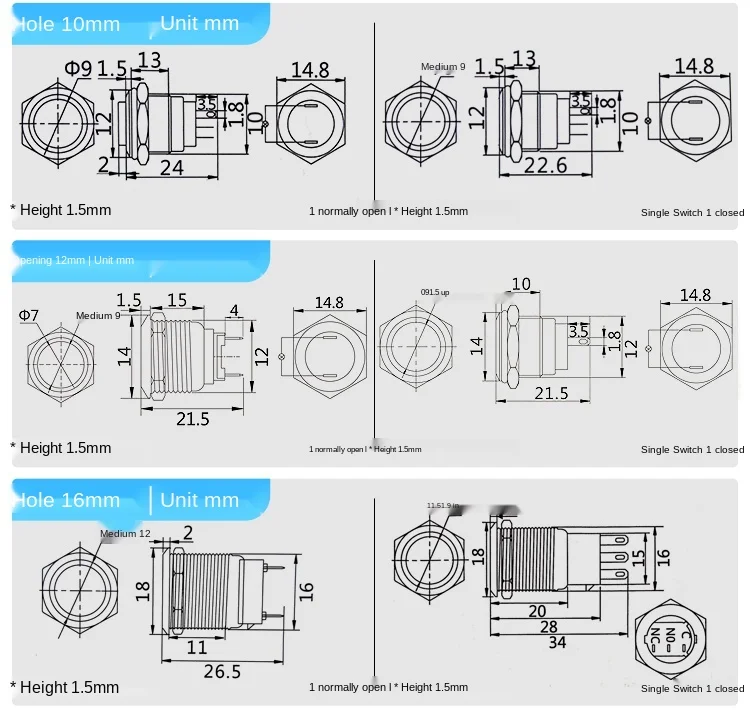 Hole 10mm Unit mm
Φ9 1.5 13
12
3.5
1.8
10
14.8
2 24
Medium 9
1.5 13
12
3.5
1.8
10
14.8
22.6
* Height 1.5mm
1 normally open l * Height 1.5mm
Single Switch 1 closed
pening 12mm | Unit mm
Φ7
Medium 9
1.5 15
4
14
12
14.8
21.5
091.5 up
10
14
3.5
1.8
12
14.8
21.5
* Height 1.5mm
1 normally open l * Height 1.5mm
Single Switch 1 closed
Hole 16mm | Unit mm
Medium 12
2
18
16
11
26.5
18
15
16
20
28
34
C
NO
NC
* Height 1.5mm
1 normally open l * Height 1.5mm
Single Switch 1 closed